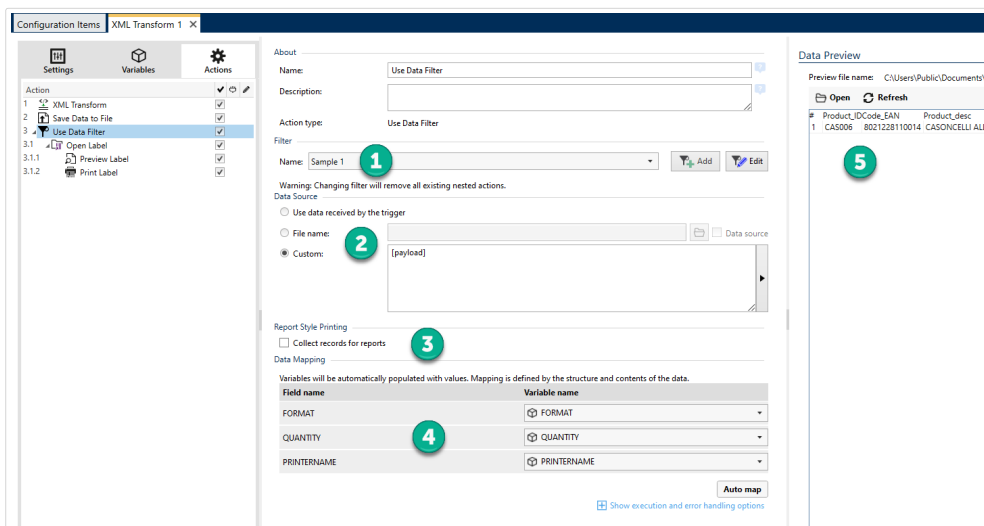 Configuration Items XML Transform 1 ×
Settings Variables Actions
Action
1 XML Transform
2 Save Data to File
3 Use Data Filter
3.1 Open Label
3.1.1 Preview Label
3.1.2 Print Label
About
Name: Use Data Filter
Description:
Action type: Use Data Filter
Filter
Name: Sample 1 1 Add Edit
Warning: Changing filter will remove all existing nested actions.
Data Source
Use data received by the trigger
File name: 2 Data source
Custom: [payload]
Report Style Printing
Collect records for reports 3
Data Mapping
Variables will be automatically populated with values. Mapping is defined by the structure and contents of the data.
Field name Variable name
FORMAT FORMAT
QUANTITY 4 QUANTITY
PRINTERNAME PRINTERNAME
Auto map
Show execution and error handling options
Data Preview
Preview file name: C:\Users\Public\Documents\
Open Refresh
# Product_IDCode_EAN Product_desc
1 CAS006 8021228110014 CASONCELLI ALI
5